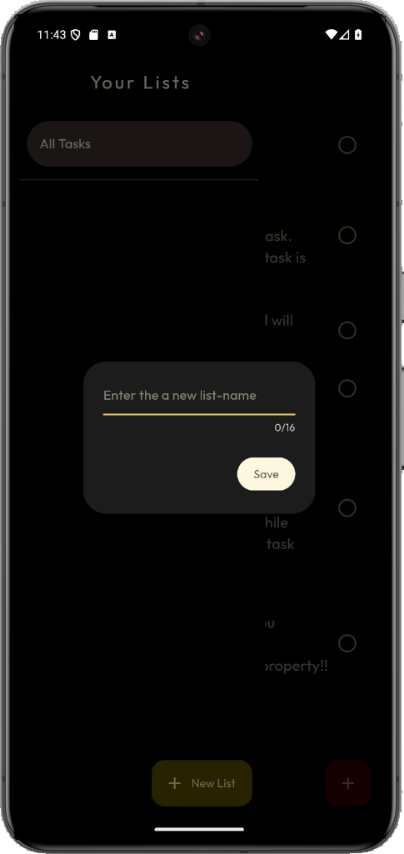 11:43
Your Lists
All Tasks
ask.
task is
l will
Enter the a new list-name
0/16
Save
hile
task
ou
property!!
+ New List
+